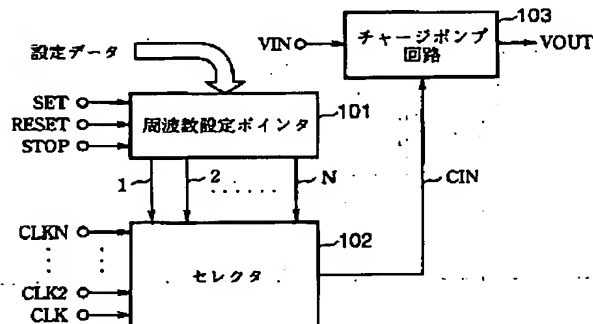 103
チャージポンプ
回路
VIN
VOUT
設定データ
SET
RESET
STOP
101
周波数設定ポインタ
1
2
......
N
CIN
CLKN
102
セレクタ
CLK2
CLK